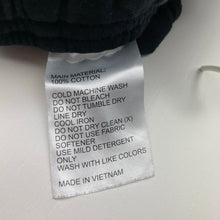 MAIN MATERIAL:
100% COTTON
COLD MACHINE WASH
DO NOT BLEACH
DO NOT TUMBLE DRY
LINE DRY
COOL IRON
DO NOT DRY CLEAN (X)
DO NOT USE FABRIC
SOFTENER
USE MILD DETERGENT
ONLY
WASH WITH LIKE COLORS
MADE IN VIETNAM